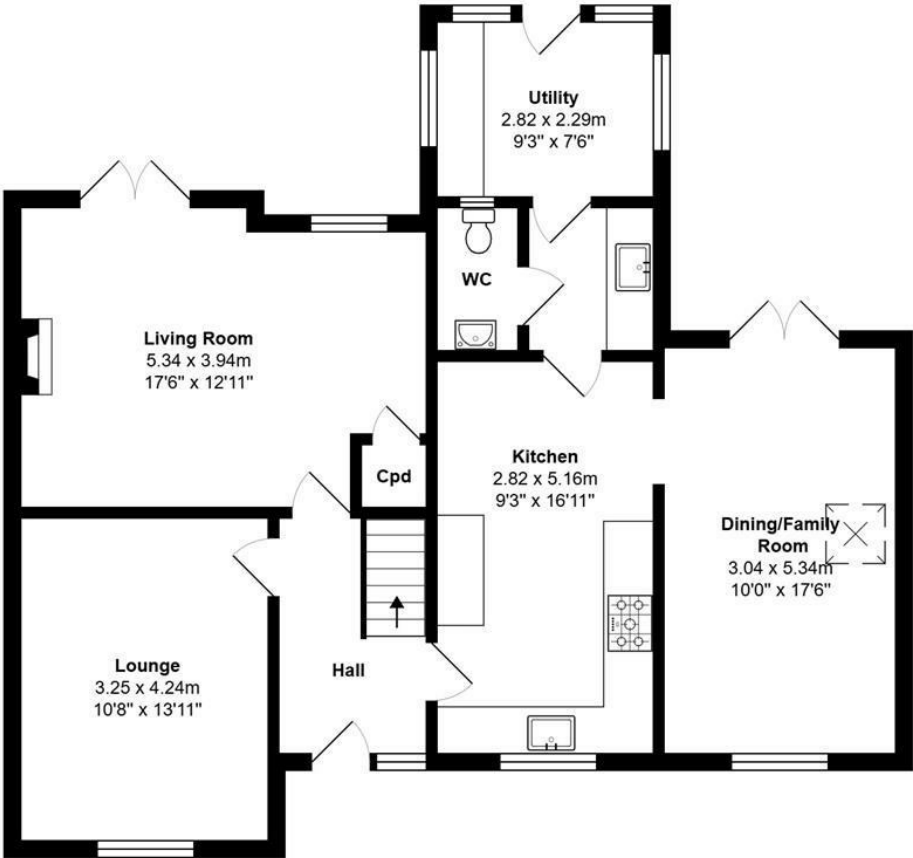 Utility
2.82 x 2.29m
9'3" x 7'6"
WC
Living Room
5.34 x 3.94m
17'6" x 12'11"
Cpd
Kitchen
2.82 x 5.16m
9'3" x 16'11"
Dining/Family
Room
3.04 x 5.34m
10'0" x 17'6"
Lounge
3.25 x 4.24m
10'8" x 13'11"
Hall